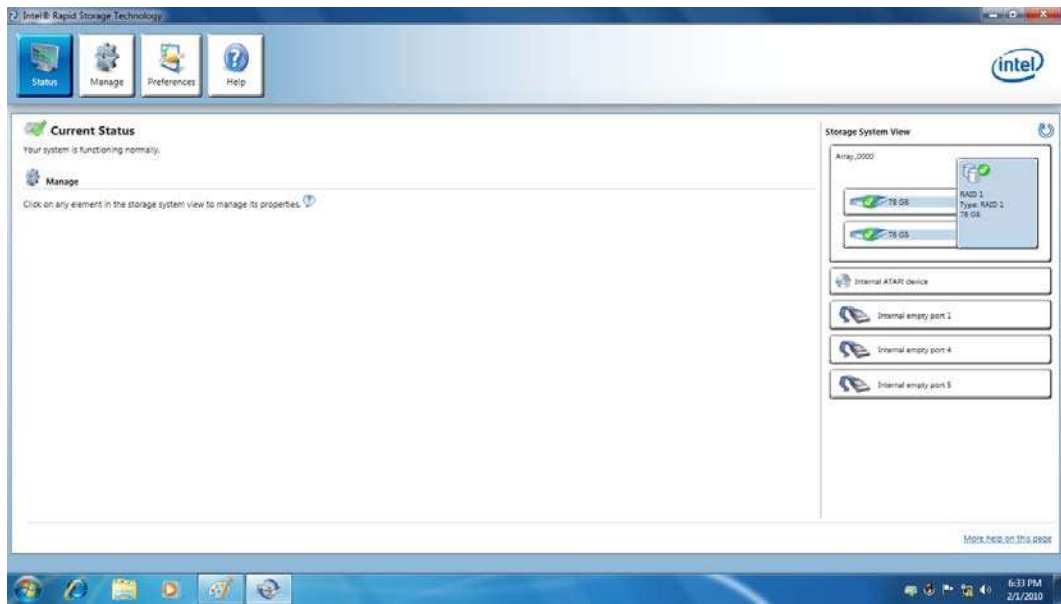 Intel® Rapid Storage Technology
Status
Manage
Preferences
Help
intel
Current Status
Your system is functioning normally.
Manage
Click on any element in the storage system view to manage its properties.
Storage System View
Array_0000
RAID 1
Type: RAID 1
76 GB
76 GB
76 GB
Internal ATAPI device
Internal empty port 1
Internal empty port 4
Internal empty port 5
More help on this page
6:33 PM
2/1/2010